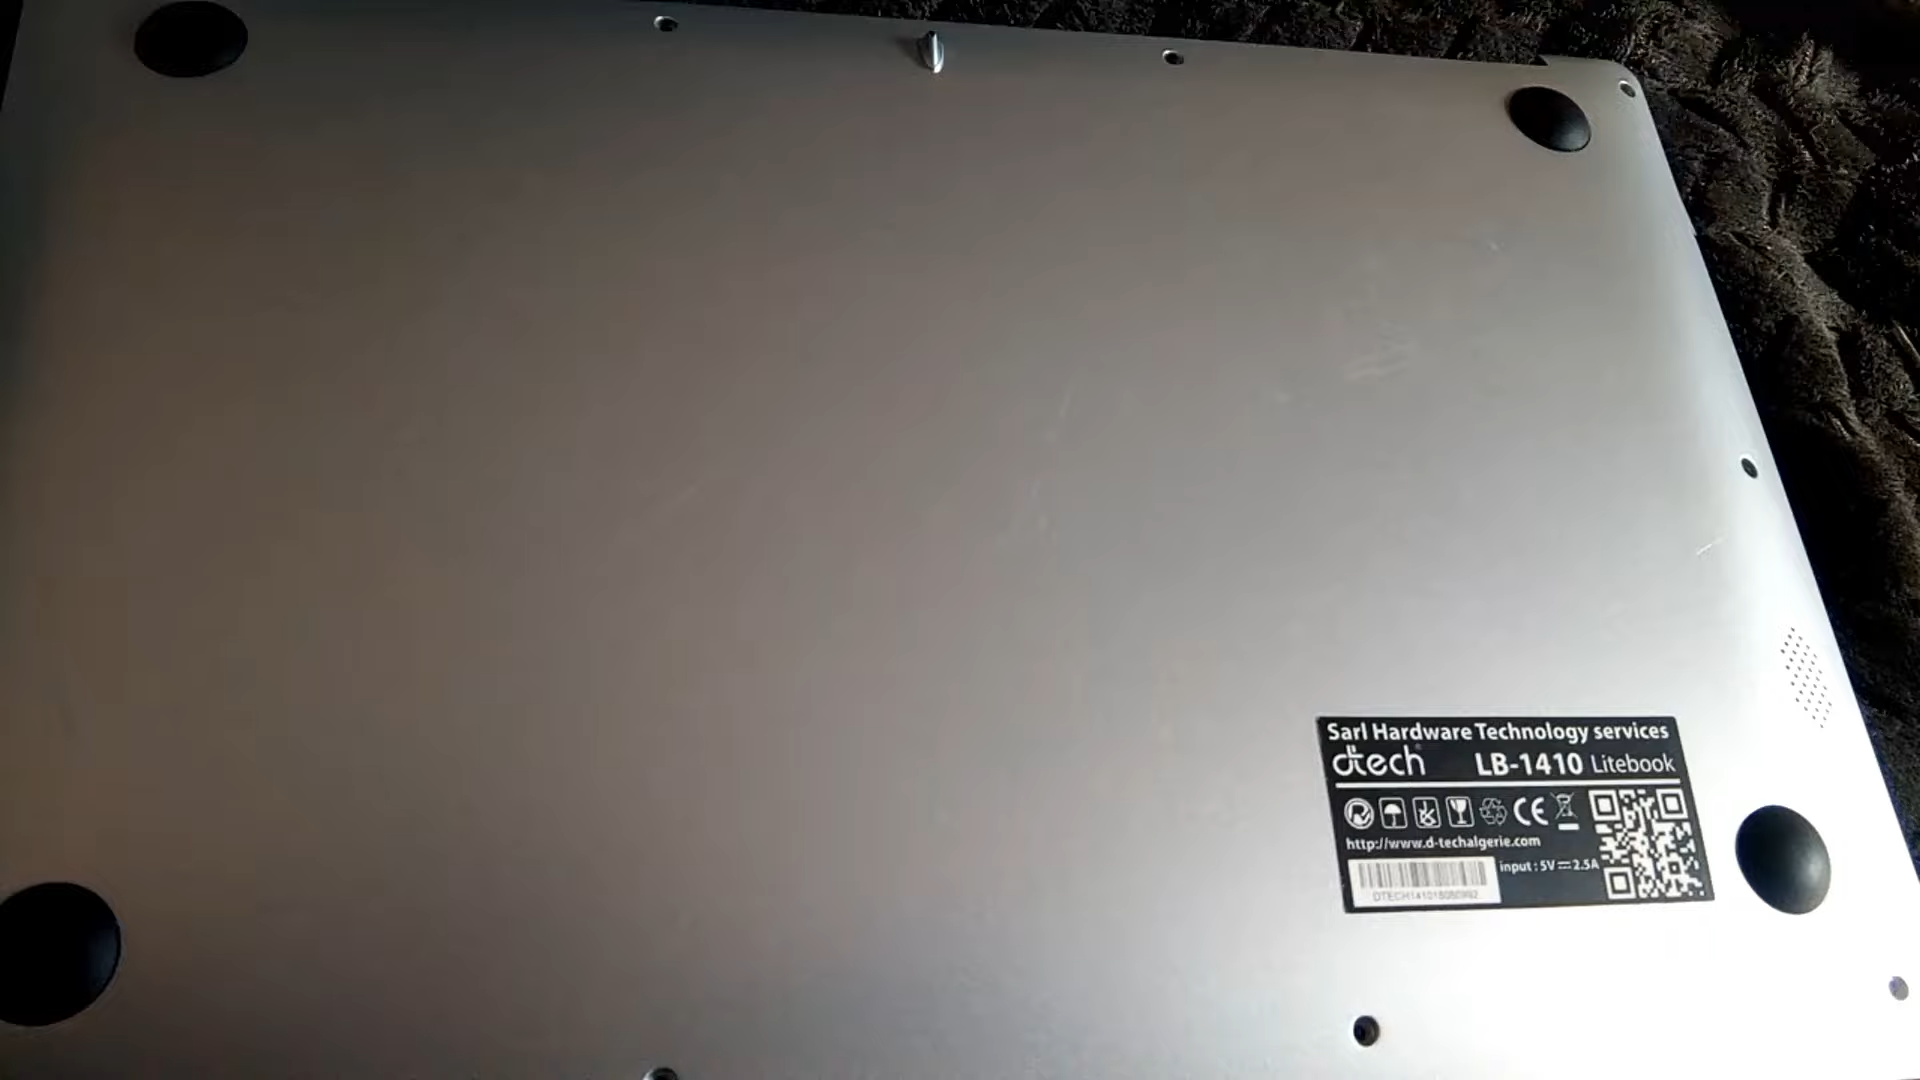 Sarl Hardware Technology services
dtech LB-1410 Litebook
CE
http://www.d-techalgerie.com
input : 5V ⎓ 2.5A